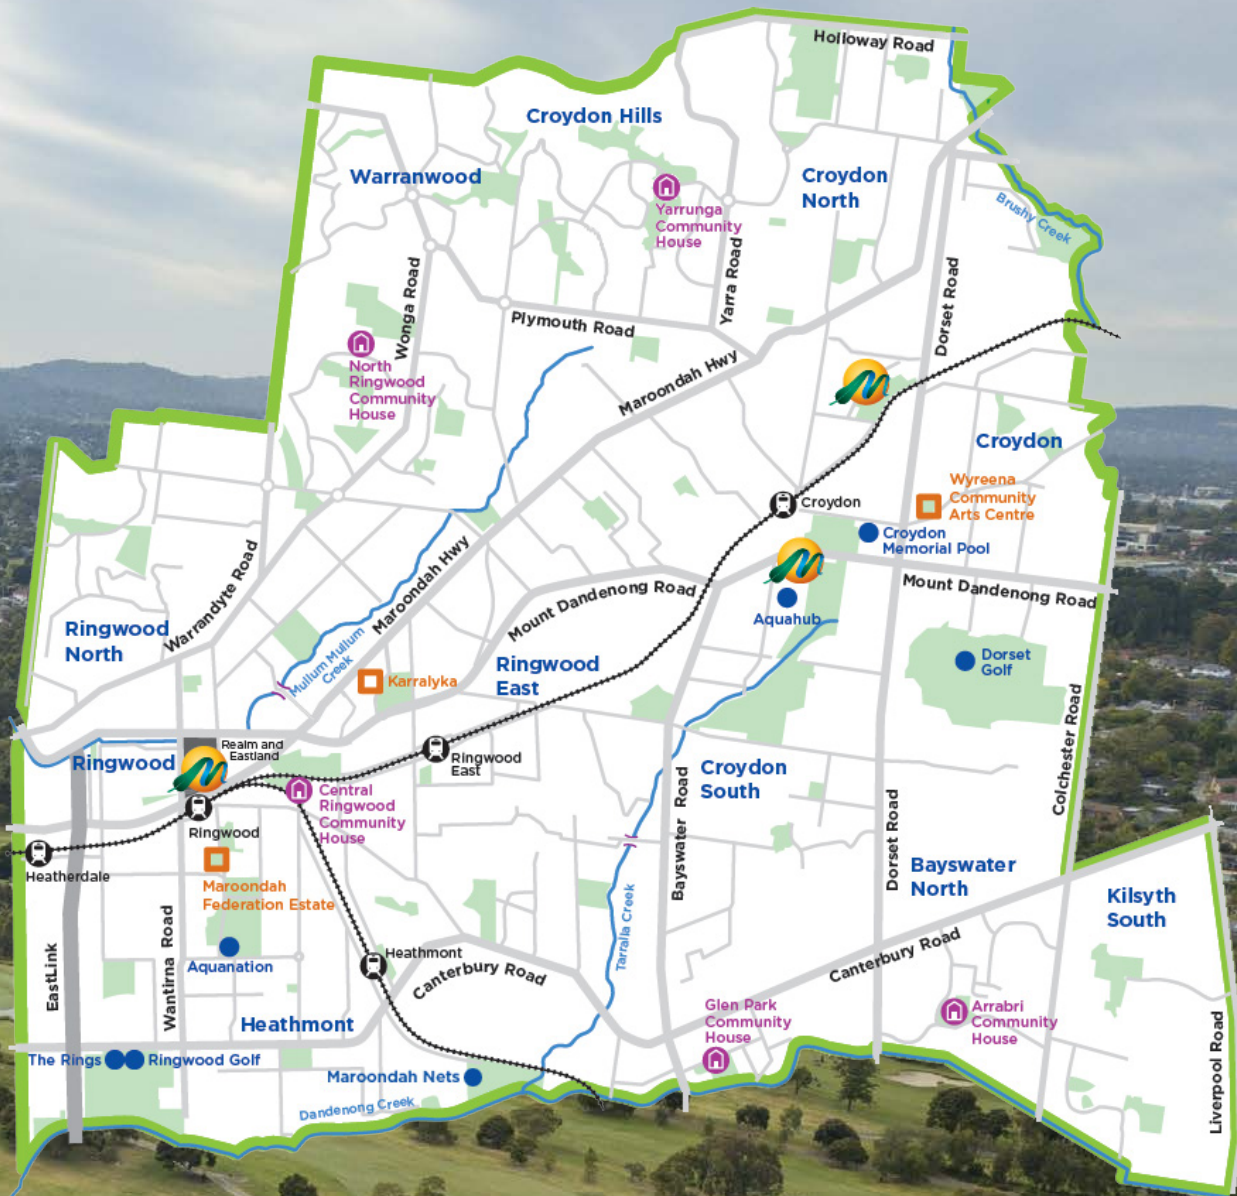 Holloway Road
Croydon Hills
Warranwood
Croydon
North
Yarrunga
Community
House
Brushy Creek
Wonga Road
Yarra Road
Dorset Road
Plymouth Road
North
Ringwood
Community
House
Maroondah Hwy
Croydon
Wyreena
Community
Arts Centre
Croydon
Croydon
Memorial Pool
Maroondah Hwy
Warrandyte Road
Mount Dandenong Road
Mount Dandenong Road
Aquahub
Ringwood
North
Mullum Mullum
Creek
Karralyka
Ringwood
East
Dorset
Golf
Colchester Road
Realm and
Eastland
Ringwood
Ringwood
East
Croydon
South
Bayswater Road
Dorset Road
Central
Ringwood
Community
House
Ringwood
Heatherdale
Maroondah
Federation Estate
Bayswater
North
Kilsyth
South
Tarralla Creek
EastLink
Wantirna Road
Aquanation
Heathmont
Canterbury Road
Canterbury Road
Glen Park
Community
House
Arrabri
Community
House
Heathmont
The Rings
Ringwood Golf
Maroondah Nets
Dandenong Creek
Liverpool Road